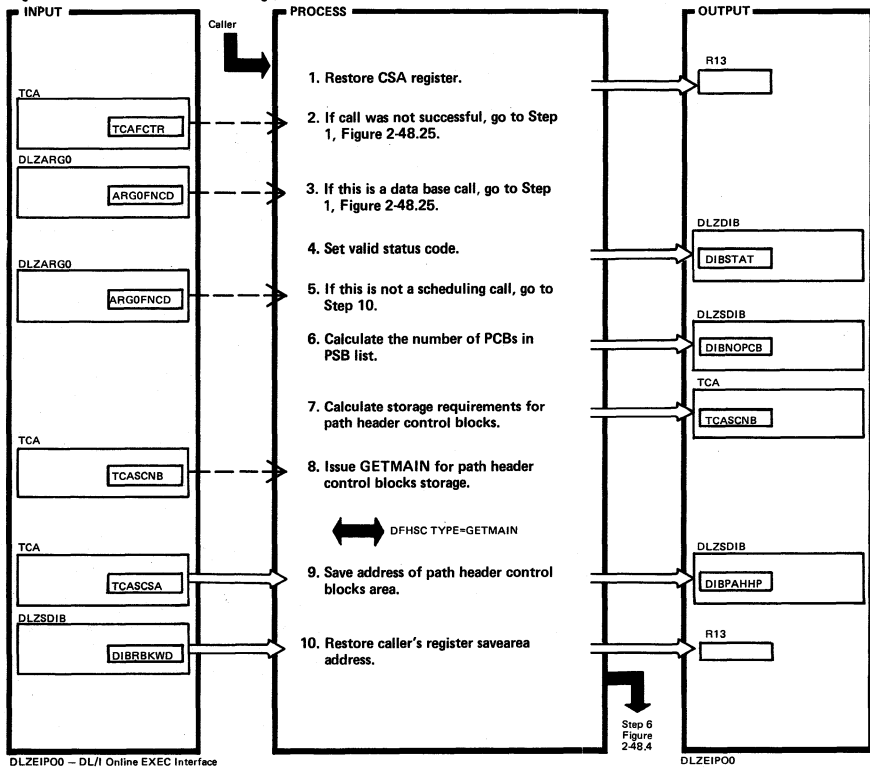 INPUT
PROCESS
OUTPUT
Caller
1. Restore CSA register.
R13
TCA
TCAFCTR
2. If call was not successful, go to Step
1, Figure 2-48.25.
DLZARG0
ARG0FNCD
3. If this is a data base call, go to Step
1, Figure 2-48.25.
4. Set valid status code.
DLZDIB
DIBSTAT
DLZARG0
ARG0FNCD
5. If this is not a scheduling call, go to
Step 10.
6. Calculate the number of PCBs in
PSB list.
DLZSDIB
DIBNOPCB
7. Calculate storage requirements for
path header control blocks.
TCA
TCASCNB
TCA
TCASCNB
8. Issue GETMAIN for path header
control blocks storage.
DFHSC TYPE=GETMAIN
TCA
TCASCSA
9. Save address of path header control
blocks area.
DLZSDIB
DIBPAHHP
DLZSDIB
DIBRBKWD
10. Restore caller's register savearea
address.
R13
Step 6
Figure
2-48.4
DLZEIPO0 – DL/I Online EXEC Interface
DLZEIPO0